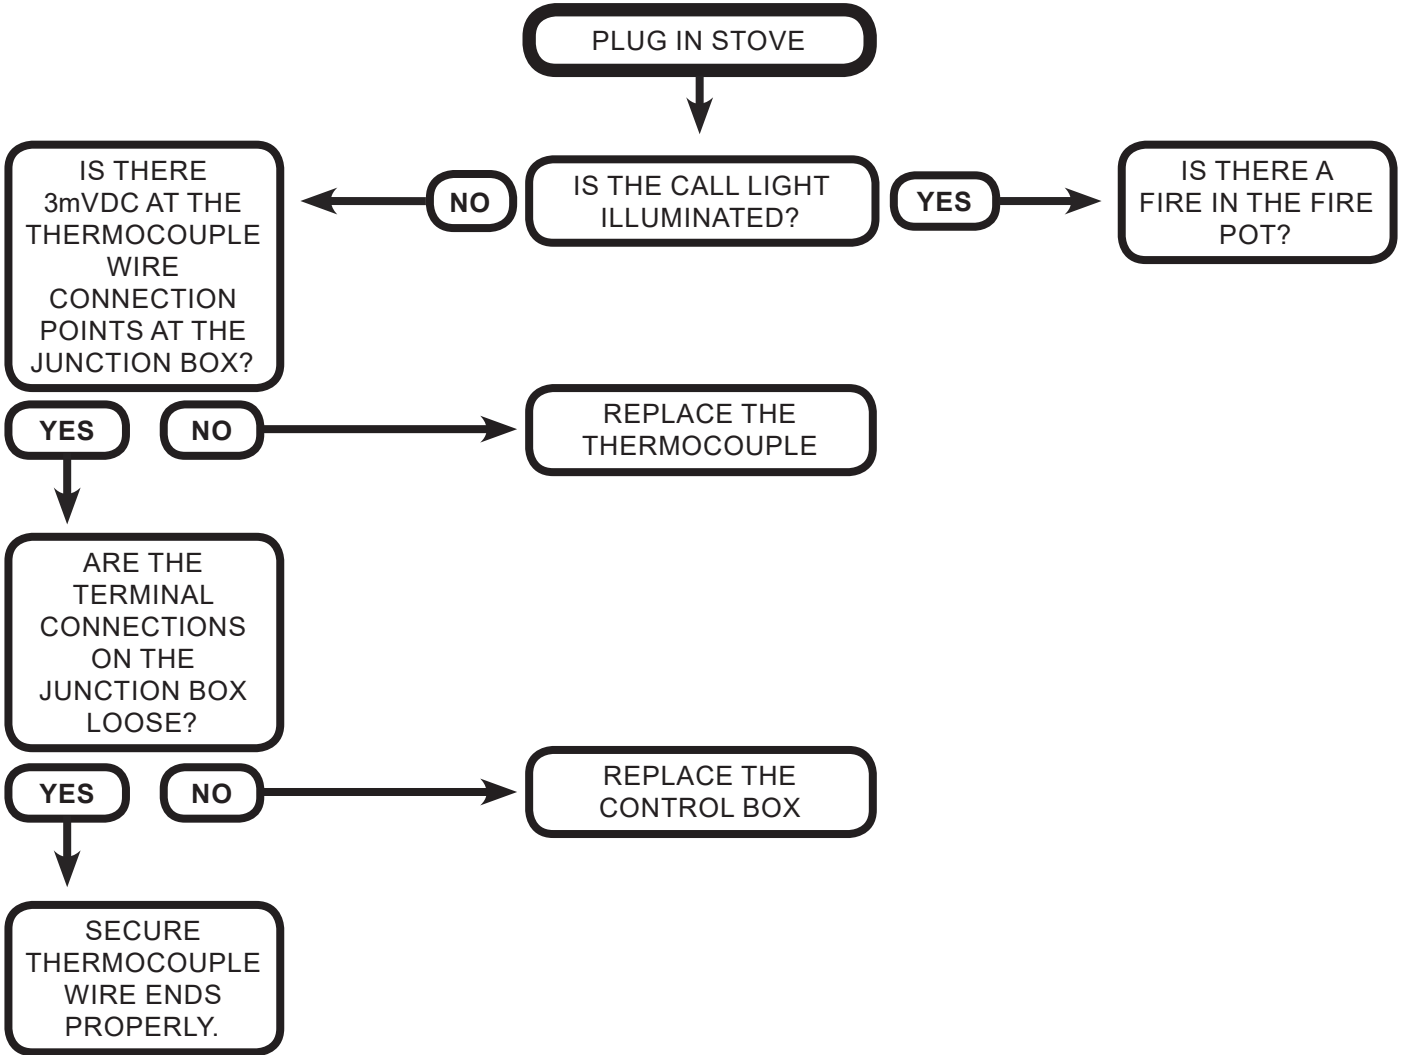 PLUG IN STOVE
IS THERE
3mVDC AT THE
THERMOCOUPLE
WIRE
CONNECTION
POINTS AT THE
JUNCTION BOX?
NO
IS THE CALL LIGHT
ILLUMINATED?
YES
IS THERE A
FIRE IN THE FIRE
POT?
YES
NO
REPLACE THE
THERMOCOUPLE
ARE THE
TERMINAL
CONNECTIONS
ON THE
JUNCTION BOX
LOOSE?
YES
NO
REPLACE THE
CONTROL BOX
SECURE
THERMOCOUPLE
WIRE ENDS
PROPERLY.